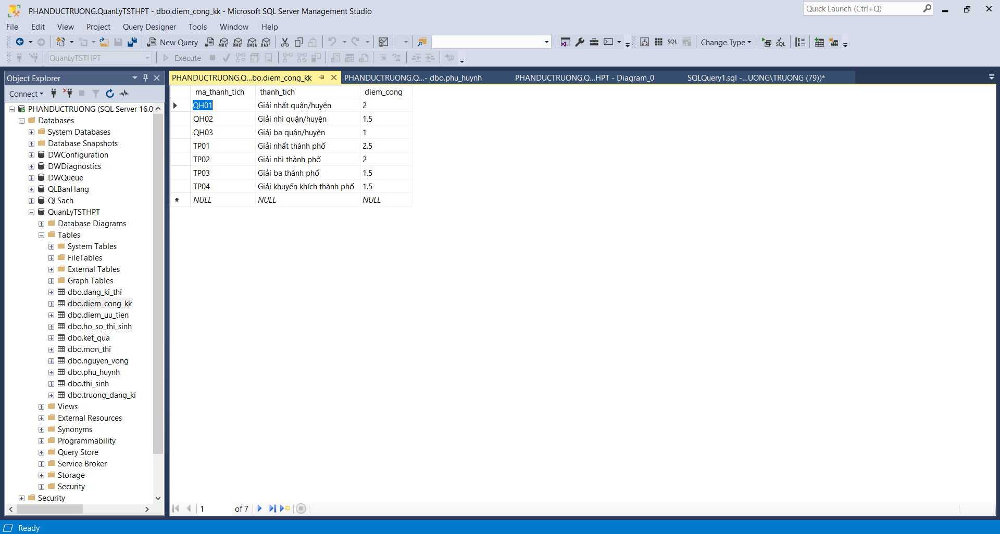 PHANDUCTRUONG.QuanLyTSTHPT - dbo.diem_cong_kk - Microsoft SQL Server Management Studio
Quick Launch (Ctrl+Q)
File Edit View Project Query Designer Tools Window Help
New Query MDX DMX XMLA DAX SQL Change Type SQL
QuanLyTSTHPT Execute
Object Explorer
Connect
PHANDUCTRUONG (SQL Server 16.0
Databases
System Databases
Database Snapshots
DWConfiguration
DWDiagnostics
DWQueue
QLBanHang
QLSach
QuanLyTSTHPT
Database Diagrams
Tables
System Tables
FileTables
External Tables
Graph Tables
dbo.dang_ki_thi
dbo.diem_cong_kk
dbo.diem_uu_tien
dbo.ho_so_thi_sinh
dbo.ket_qua
dbo.mon_thi
dbo.nguyen_vong
dbo.phu_huynh
dbo.thi_sinh
dbo.truong_dang_ki
Views
External Resources
Synonyms
Programmability
Query Store
Service Broker
Storage
Security
Security
PHANDUCTRUONG.Q...bo.diem_cong_kk PHANDUCTRUONG.Q...- dbo.phu_huynh PHANDUCTRUONG.Q...HPT - Diagram_0 SQLQuery1.sql -...UONG\TRUONG (79))*
ma_thanh_tich thanh_tich diem_cong
QH01 Giải nhất quận/huyện 2
QH02 Giải nhì quận/huyện 1.5
QH03 Giải ba quận/huyện 1
TP01 Giải nhất thành phố 2.5
TP02 Giải nhì thành phố 2
TP03 Giải ba thành phố 1.5
TP04 Giải khuyến khích thành phố 1.5
NULL NULL NULL
1 of 7
Ready